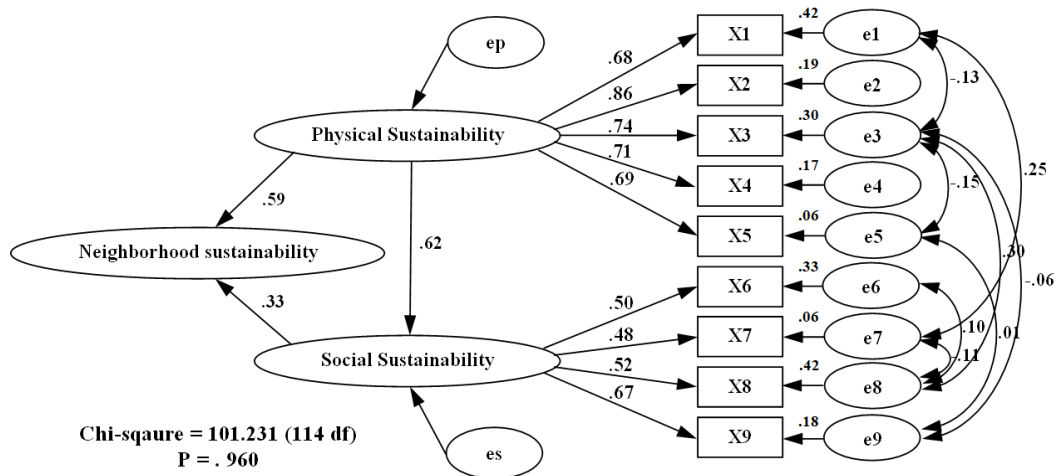 ep
Physical Sustainability
Neighborhood sustainability
Social Sustainability
es
.59
.62
.33
.68
.86
.74
.71
.69
.50
.48
.52
.67
X1
X2
X3
X4
X5
X6
X7
X8
X9
.42
.19
.30
.17
.06
.33
.06
.42
.18
e1
e2
e3
e4
e5
e6
e7
e8
e9
-.13
-.15
.25
.30
-.06
.10
.01
-.11
Chi-sqaure = 101.231 (114 df)
P = . 960